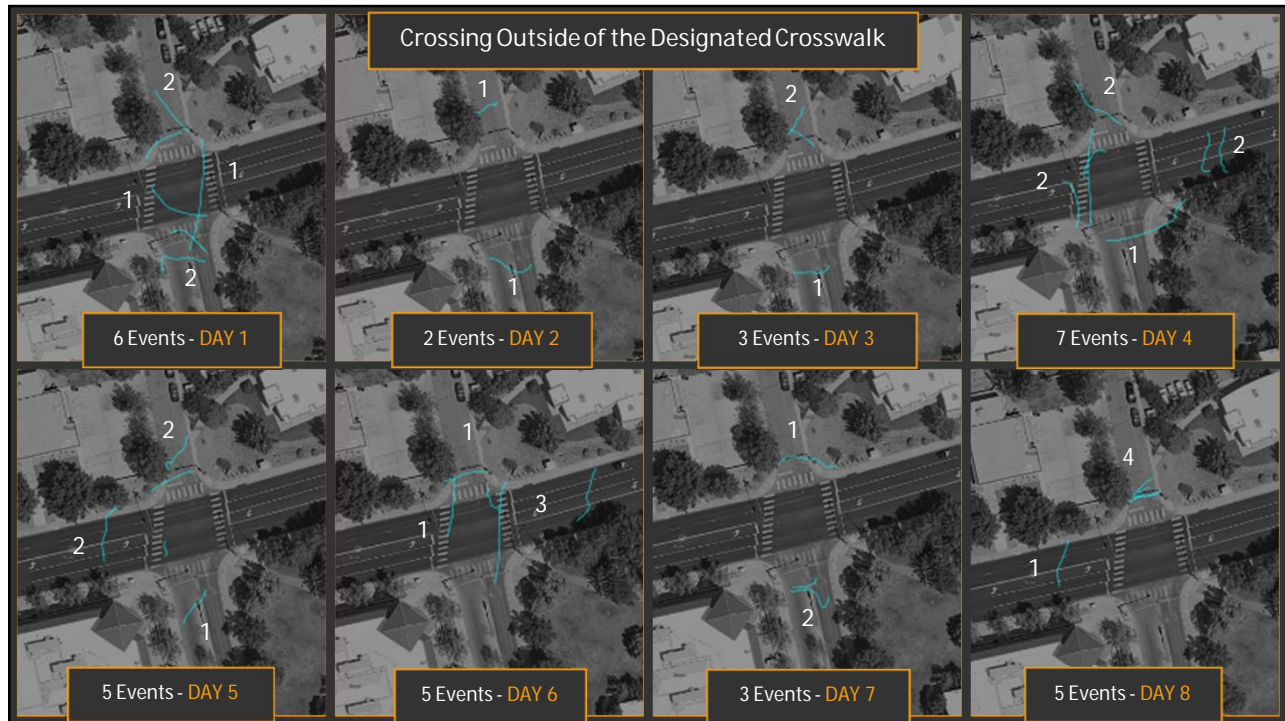 Crossing Outside of the Designated Crosswalk
2
1
1
2
6 Events - DAY 1
1
1
2 Events - DAY 2
2
1
3 Events - DAY 3
2
2
2
1
7 Events - DAY 4
2
2
1
5 Events - DAY 5
1
3
1
5 Events - DAY 6
1
2
3 Events - DAY 7
4
1
5 Events - DAY 8